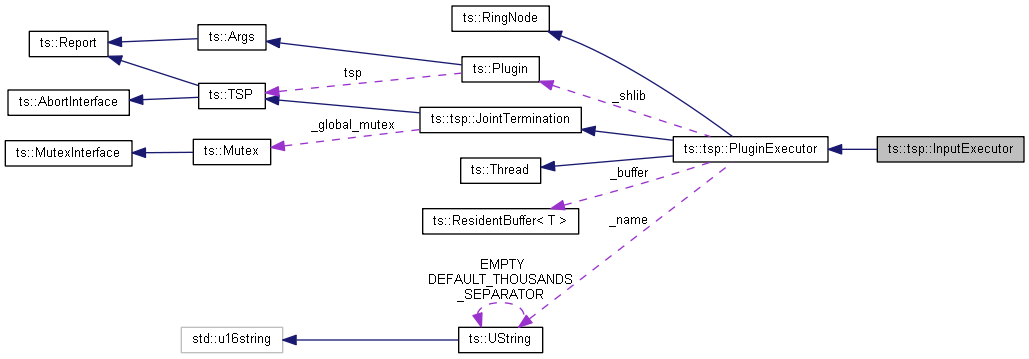 ts::RingNode
ts::Args
ts::Report
tsp
ts::Plugin
ts::TSP
ts::AbortInterface
_shlib
_global_mutex
ts::tsp::JointTermination
ts::MutexInterface
ts::Mutex
ts::tsp::PluginExecutor
ts::tsp::InputExecutor
ts::Thread
_buffer
ts::ResidentBuffer< T >
_name
EMPTY
DEFAULT_THOUSANDS
_SEPARATOR
std::u16string
ts::UString